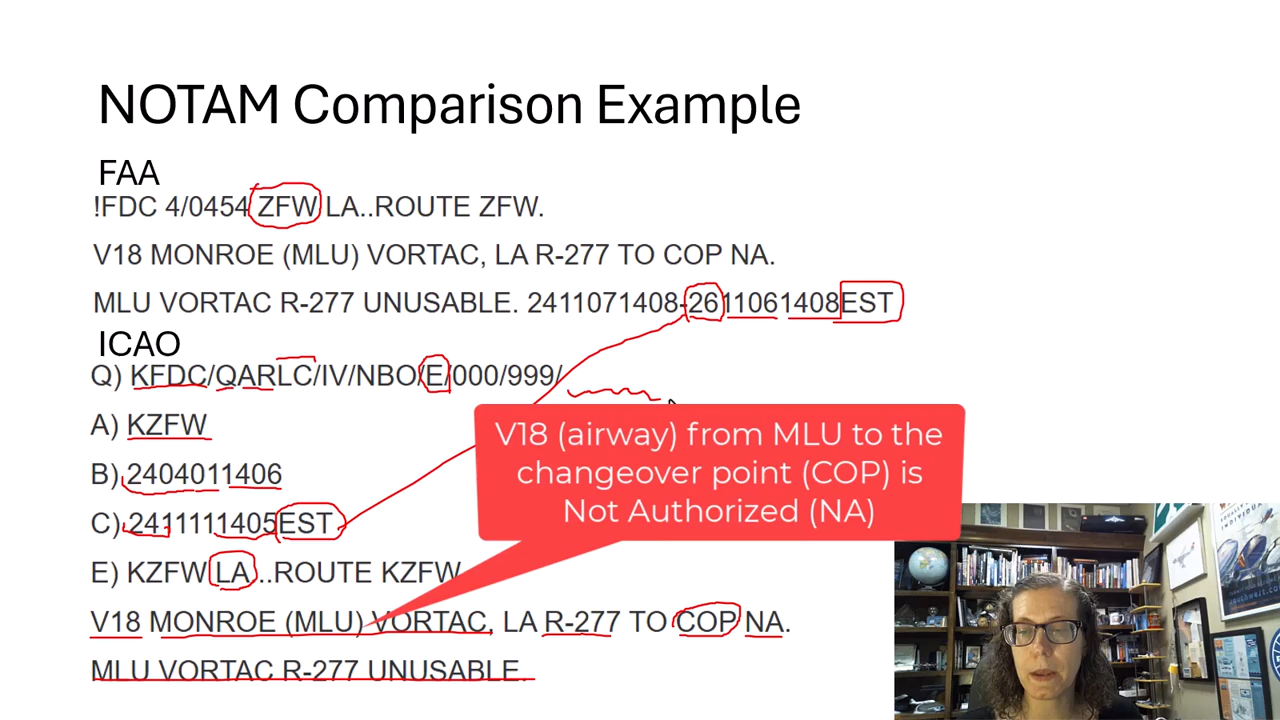 NOTAM Comparison Example
FAA
!FDC 4/0454 ZFW LA..ROUTE ZFW.
V18 MONROE (MLU) VORTAC, LA R-277 TO COP NA.
MLU VORTAC R-277 UNUSABLE. 2411071408-2611061408EST
ICAO
Q) KFDC/QARLC/IV/NBO/E/000/999/
A) KZFW
B) 2404011406
C) 2411111405EST
E) KZFW LA..ROUTE KZFW
V18 MONROE (MLU) VORTAC, LA R-277 TO COP NA.
MLU VORTAC R-277 UNUSABLE.
V18 (airway) from MLU to the
changeover point (COP) is
Not Authorized (NA)